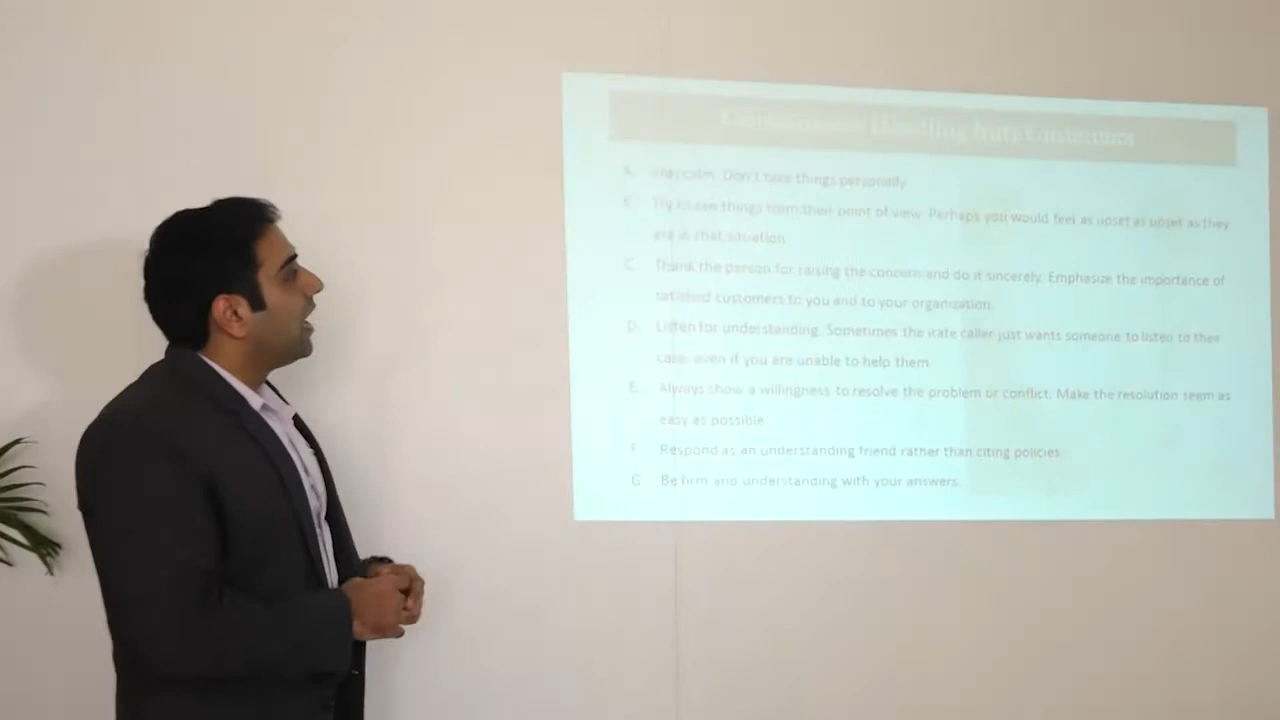 Handling
A. Stay calm. Don't take things personally
B. Try to see things from their point of view. Perhaps you would feel as upset as upset as they
are in that situation
C. Thank the person for raising the concern and do it sincerely. Emphasize the importance of
satisfied customers to you and to your organization.
D. Listen for understanding. Sometimes the irate caller just wants someone to listen to their
case, even if you are unable to help them
E. Always show a willingness to resolve the problem or conflict. Make the resolution seem as
easy as possible
F. Respond as an understanding friend rather than citing policies
G. Be firm and understanding with your answers.